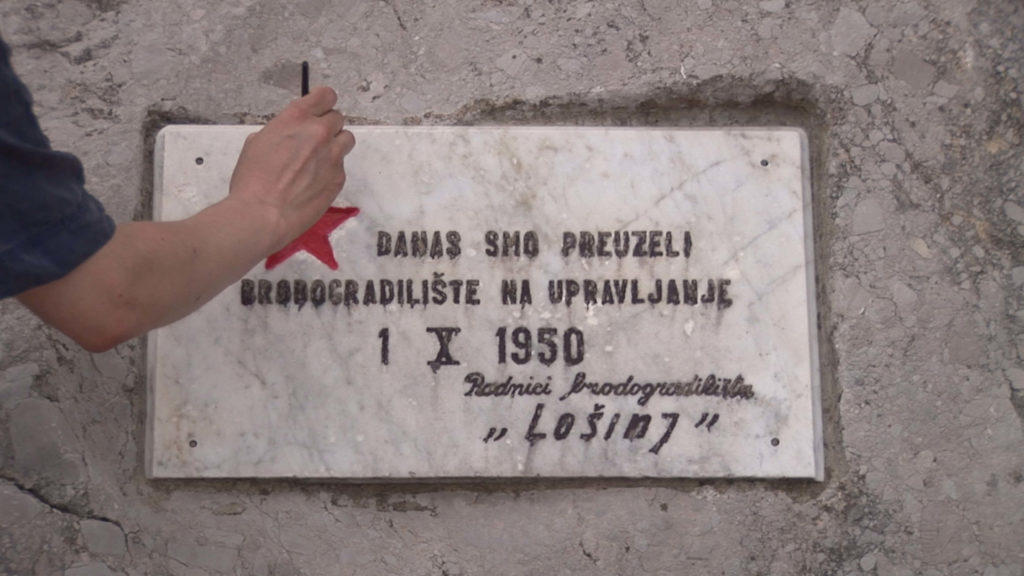 DANAS SMO PREUZELI
BRODOGRADILIŠTE NA UPRAVLJANJE
1 X 1950
Radnici brodogradilišta
„ LOŠINJ ”